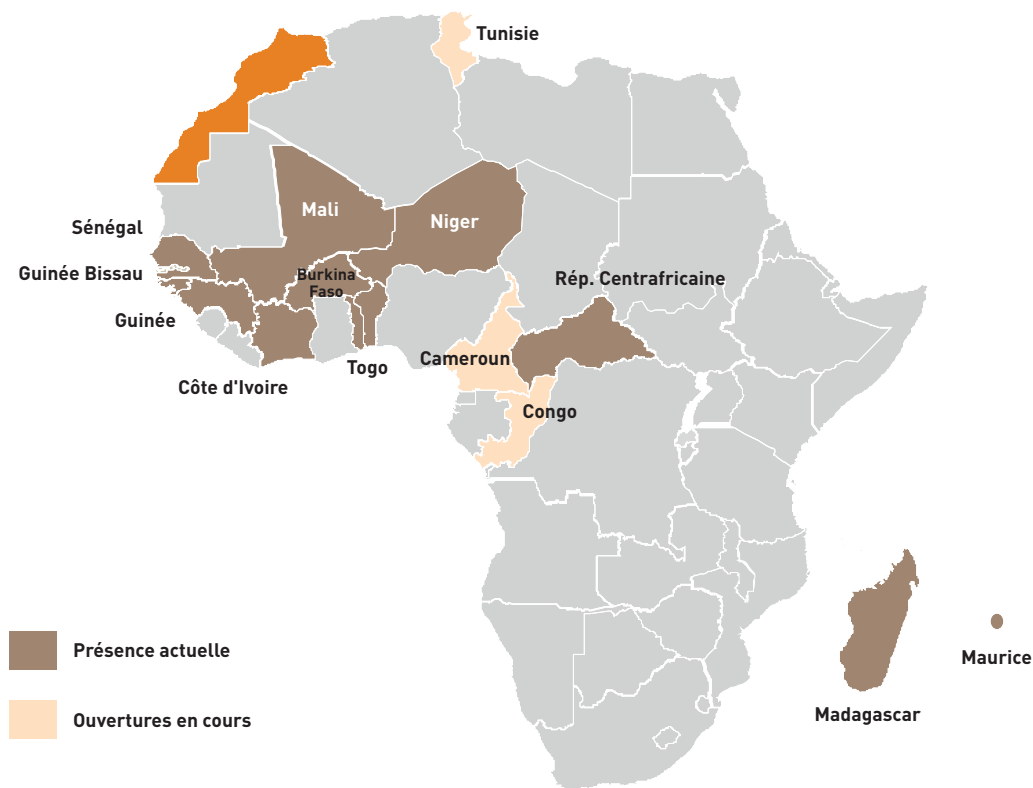 Tunisie
Mali
Niger
Sénégal
Guinée Bissau
Burkina
Faso
Rép. Centrafricaine
Guinée
Côte d'Ivoire
Togo
Cameroun
Congo
Présence actuelle
Ouvertures en cours
Maurice
Madagascar